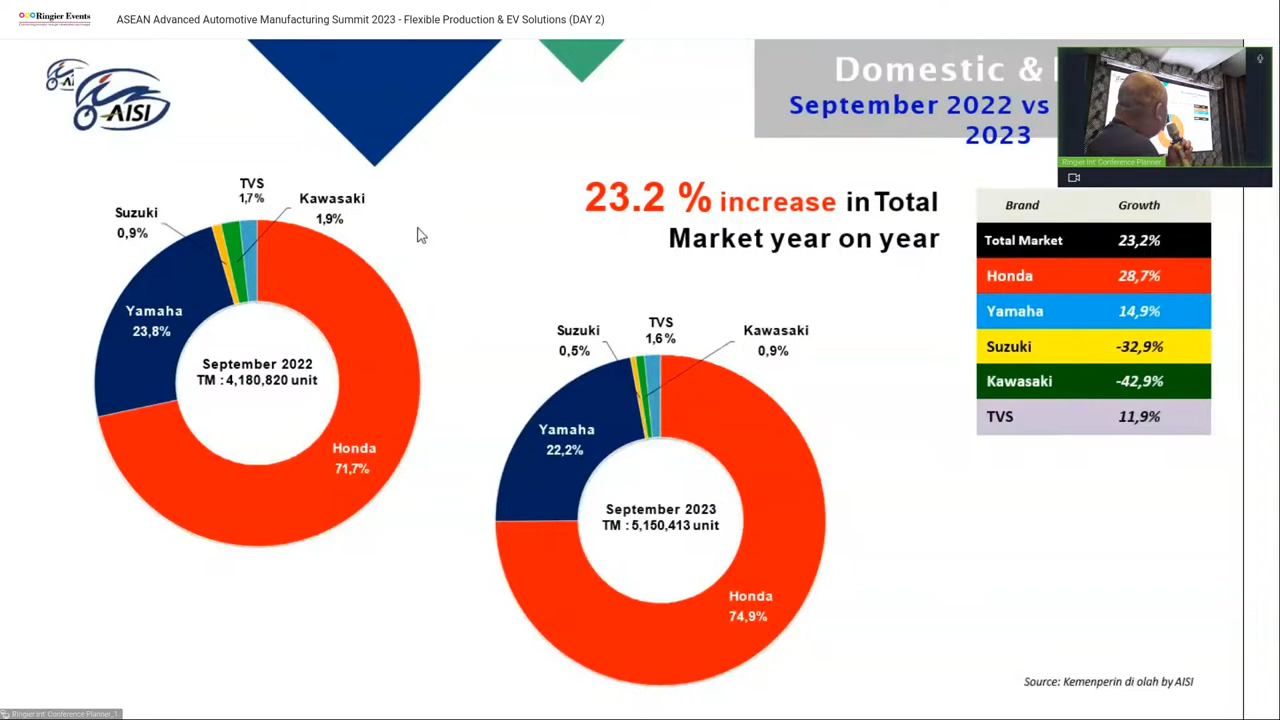 Ringier Events
ASEAN Advanced Automotive Manufacturing Summit 2023 - Flexible Production & EV Solutions (DAY 2)
AISI
Domestic &
September 2022 vs
2023
Ringier Int' Conference Planner
23.2 % increase in Total
Market year on year
TVS
1,7%
Kawasaki
1,9%
Suzuki
0,9%
Yamaha
23,8%
September 2022
TM : 4,180,820 unit
Honda
71,7%
TVS
1,6%
Suzuki
0,5%
Kawasaki
0,9%
Yamaha
22,2%
September 2023
TM : 5,150,413 unit
Honda
74,9%
Brand Growth
Total Market 23,2%
Honda 28,7%
Yamaha 14,9%
Suzuki -32,9%
Kawasaki -42,9%
TVS 11,9%
Source: Kemenperin di olah by AISI
Ringier Int' Conference Planner_1